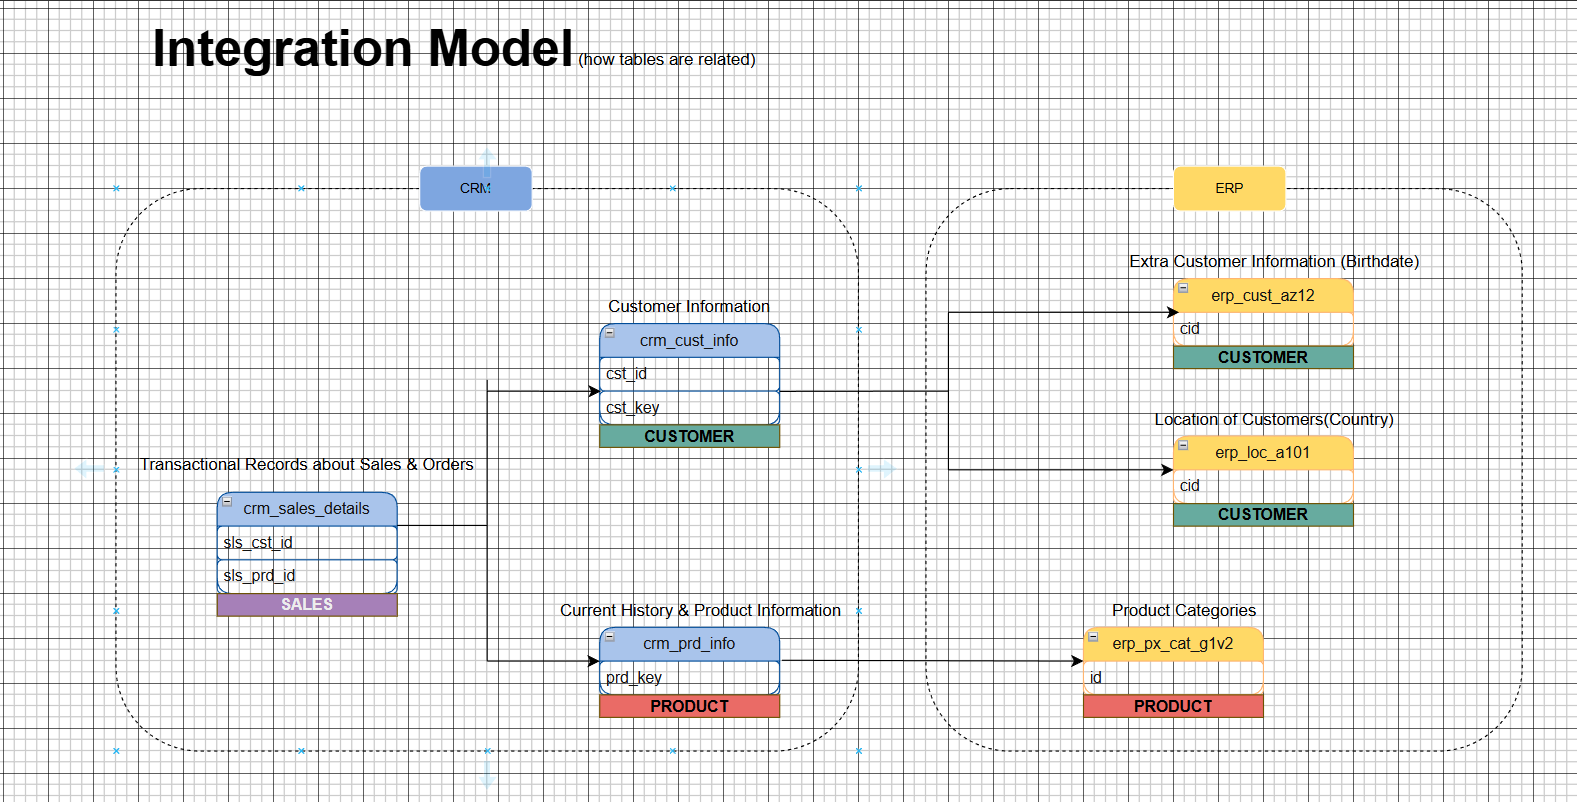 Integration Model (how tables are related)
CRM
ERP
Extra Customer Information (Birthdate)
erp_cust_az12
cid
CUSTOMER
Customer Information
crm_cust_info
cst_id
cst_key
CUSTOMER
Location of Customers(Country)
erp_loc_a101
cid
CUSTOMER
Transactional Records about Sales & Orders
crm_sales_details
sls_cst_id
sls_prd_id
SALES
Current History & Product Information
crm_prd_info
prd_key
PRODUCT
Product Categories
erp_px_cat_g1v2
id
PRODUCT